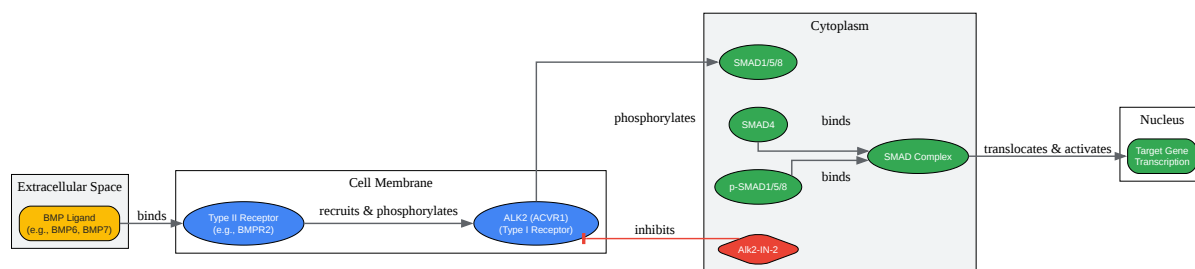 Extracellular Space
BMP Ligand
(e.g., BMP6, BMP7)
binds
Cell Membrane
Type II Receptor
(e.g., BMPR2)
recruits & phosphorylates
ALK2 (ACVR1)
(Type I Receptor)
phosphorylates
inhibits
Cytoplasm
SMAD1/5/8
SMAD4
binds
p-SMAD1/5/8
binds
SMAD Complex
Alk2-IN-2
translocates & activates
Nucleus
Target Gene
Transcription